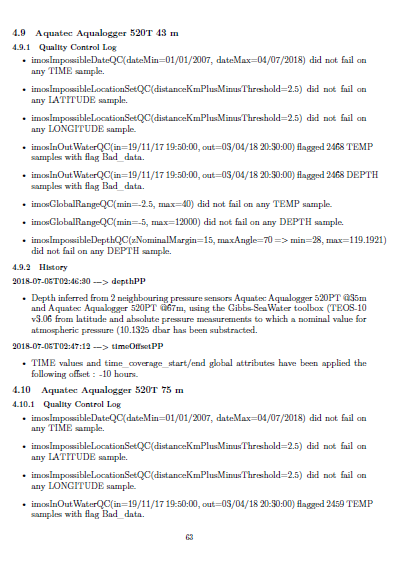 4.9 Aquatec Aqualogger 520T 43 m
4.9.1 Quality Control Log
• imosImpossibleDateQC(dateMin=01/01/2007, dateMax=04/07/2018) did not fail on
any TIME sample.
• imosImpossibleLocationSetQC(distanceKmPlusMinusThreshold=2.5) did not fail on
any LATITUDE sample.
• imosImpossibleLocationSetQC(distanceKmPlusMinusThreshold=2.5) did not fail on
any LONGITUDE sample.
• imosInOutWaterQC(in=19/11/17 19:50:00, out=03/04/18 20:30:00) flagged 2468 TEMP
samples with flag Bad_data.
• imosInOutWaterQC(in=19/11/17 19:50:00, out=03/04/18 20:30:00) flagged 2468 DEPTH
samples with flag Bad_data.
• imosGlobalRangeQC(min=-2.5, max=40) did not fail on any TEMP sample.
• imosGlobalRangeQC(min=-5, max=12000) did not fail on any DEPTH sample.
• imosImpossibleDepthQC(zNominalMargin=15, maxAngle=70 => min=28, max=119.1921)
did not fail on any DEPTH sample.
4.9.2 History
2018-07-05T02:46:30 —-> depthPP
• Depth inferred from 2 neighbouring pressure sensors Aquatec Aqualogger 520PT @35m
and Aquatec Aqualogger 520PT @67m, using the Gibbs-SeaWater toolbox (TEOS-10
v3.06 from latitude and absolute pressure measurements to which a nominal value for
atmospheric pressure (10.1325 dbar has been substracted.
2018-07-05T02:47:12 —-> timeOffsetPP
• TIME values and time_coverage_start/end global attributes have been applied the
following offset : -10 hours.
4.10 Aquatec Aqualogger 520T 75 m
4.10.1 Quality Control Log
• imosImpossibleDateQC(dateMin=01/01/2007, dateMax=04/07/2018) did not fail on
any TIME sample.
• imosImpossibleLocationSetQC(distanceKmPlusMinusThreshold=2.5) did not fail on
any LATITUDE sample.
• imosImpossibleLocationSetQC(distanceKmPlusMinusThreshold=2.5) did not fail on
any LONGITUDE sample.
• imosInOutWaterQC(in=19/11/17 19:50:00, out=03/04/18 20:30:00) flagged 2459 TEMP
samples with flag Bad_data.
63